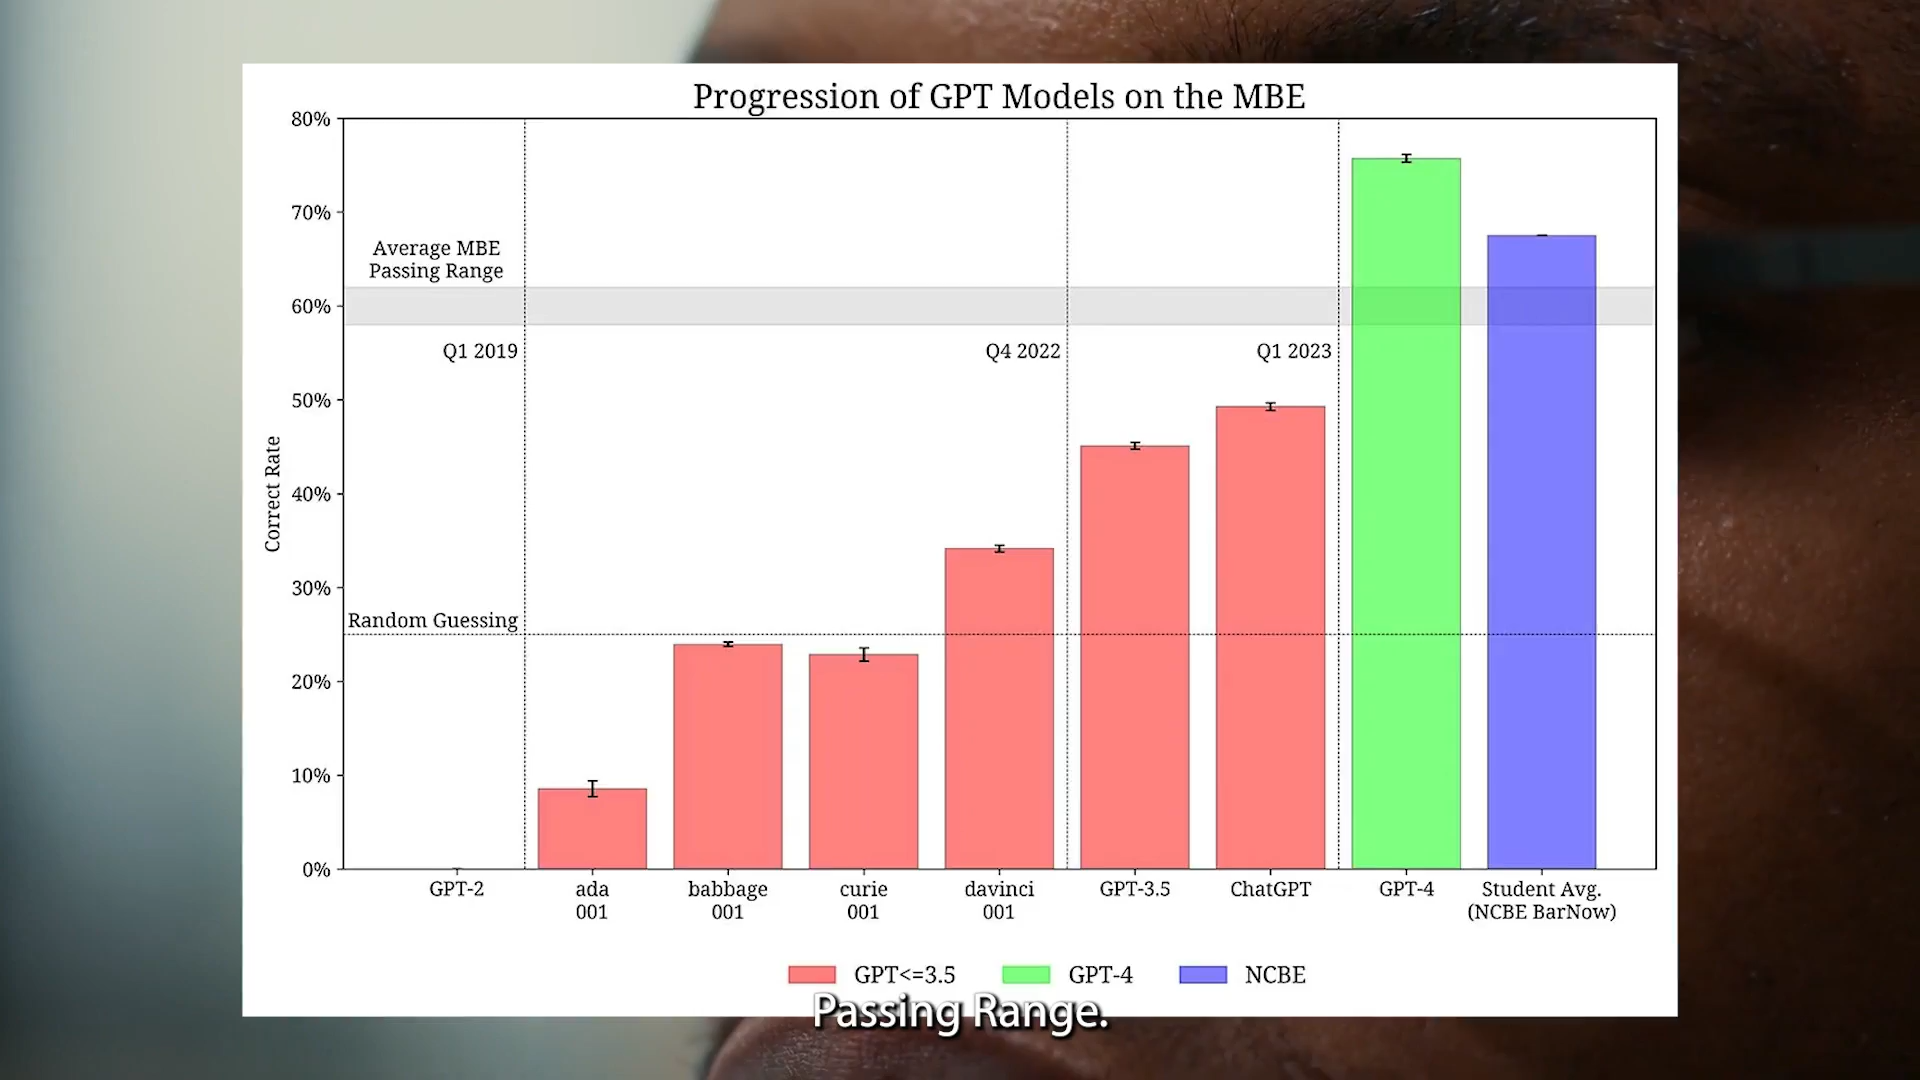 Progression of GPT Models on the MBE
80%
70%
Average MBE
Passing Range
60%
Q1 2019
Q4 2022
Q1 2023
50%
Correct Rate
40%
30%
Random Guessing
20%
10%
0%
GPT-2
ada
001
babbage
001
curie
001
davinci
001
GPT-3.5
ChatGPT
GPT-4
Student Avg.
(NCBE BarNow)
GPT<=3.5
GPT-4
NCBE
Passing Range.